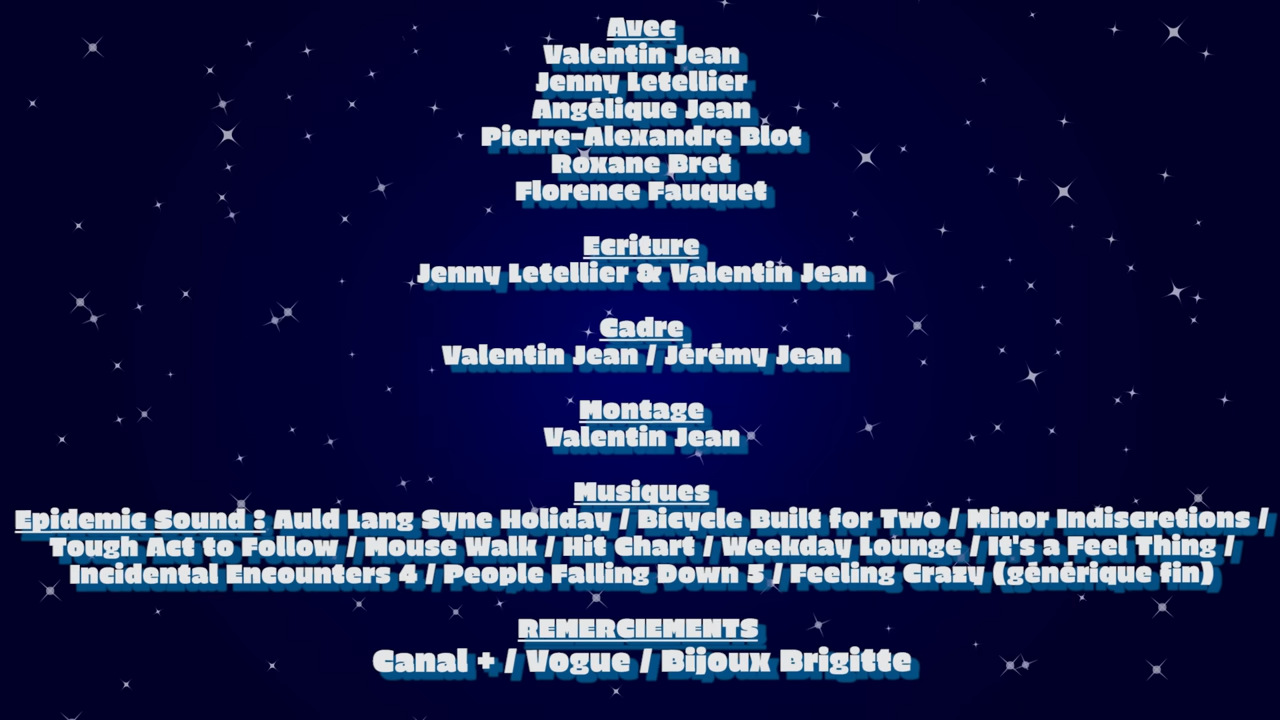 Avec
Valentin Jean
Jenny Letellier
Angélique Jean
Pierre-Alexandre Blot
Roxane Bret
Florence Fauquet
Ecriture
Jenny Letellier & Valentin Jean
Cadre
Valentin Jean / Jérémy Jean
Montage
Valentin Jean
Musiques
Epidemic Sound : Auld Lang Syne Holiday / Bicycle Built for Two / Minor Indiscretions /
Tough Act to Follow / Mouse Walk / Hit Chart / Weekday Lounge / It's a Feel Thing /
Incidental Encounters 4 / People Falling Down 5 / Feeling Crazy (générique fin)
REMERCIEMENTS
Canal + / Vogue / Bijoux Brigitte